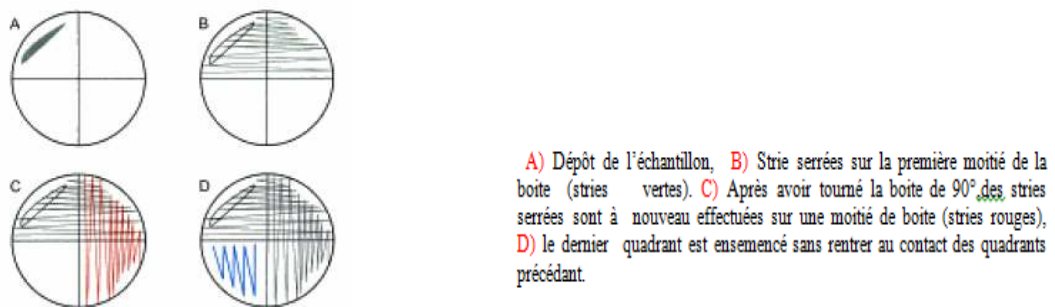 A
B
C
D
A) Dépôt de l'échantillon, B) Strie serrées sur la première moitié de la
boite (stries vertes). C) Après avoir tourné la boite de 90°,des stries
serrées sont à nouveau effectuées sur une moitié de boite (stries rouges),
D) le dernier quadrant est ensemencé sans rentrer au contact des quadrants
précédant.